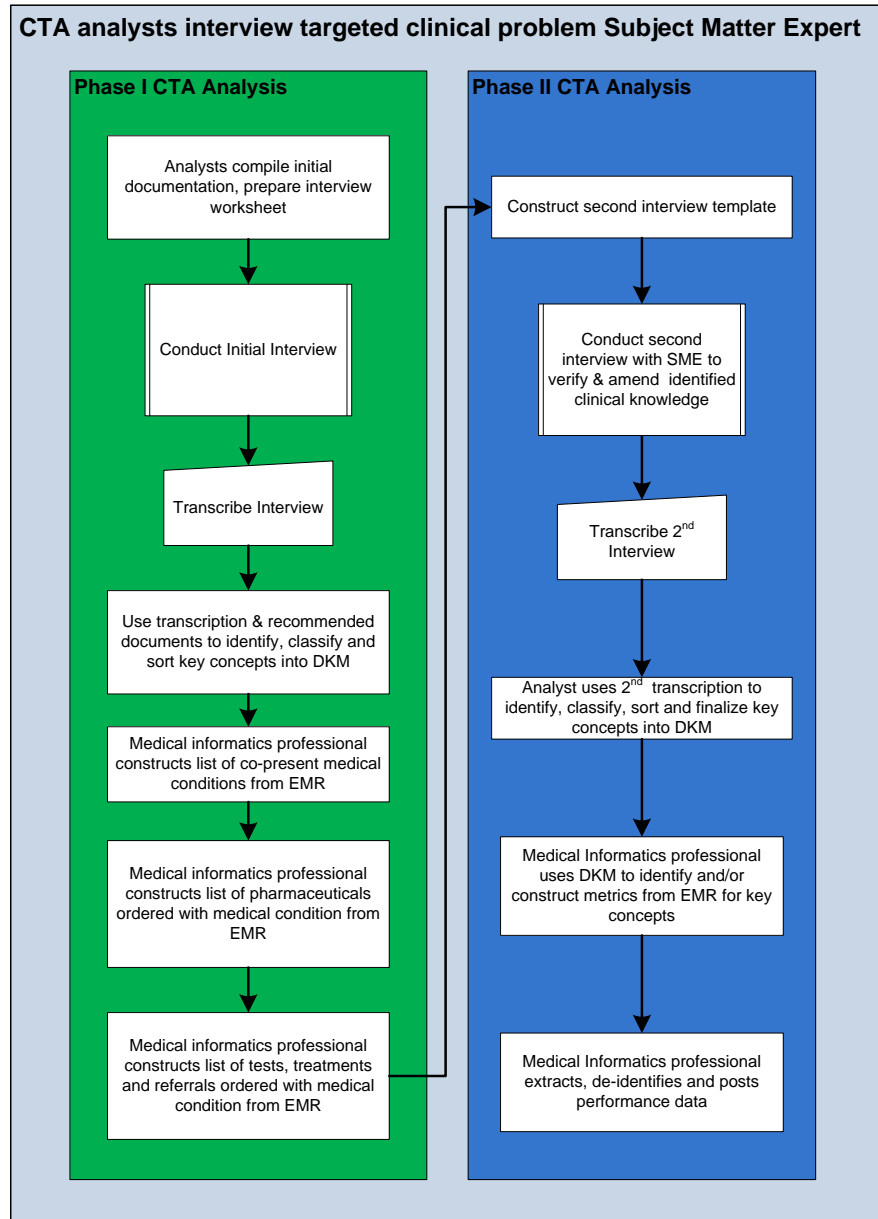 CTA analysts interview targeted clinical problem Subject Matter Expert
Phase I CTA Analysis
Analysts compile initial
documentation, prepare interview
worksheet
Conduct Initial Interview
Transcribe Interview
Use transcription & recommended
documents to identify, classify and
sort key concepts into DKM
Medical informatics professional
constructs list of co-present medical
conditions from EMR
Medical informatics professional
constructs list of pharmaceuticals
ordered with medical condition from
EMR
Medical informatics professional
constructs list of tests, treatments
and referrals ordered with medical
condition from EMR
Phase II CTA Analysis
Construct second interview template
Conduct second
interview with SME to
verify & amend identified
clinical knowledge
Transcribe 2nd
Interview
Analyst uses 2nd transcription to
identify, classify, sort and finalize key
concepts into DKM
Medical Informatics professional
uses DKM to identify and/or
construct metrics from EMR for key
concepts
Medical Informatics professional
extracts, de-identifies and posts
performance data